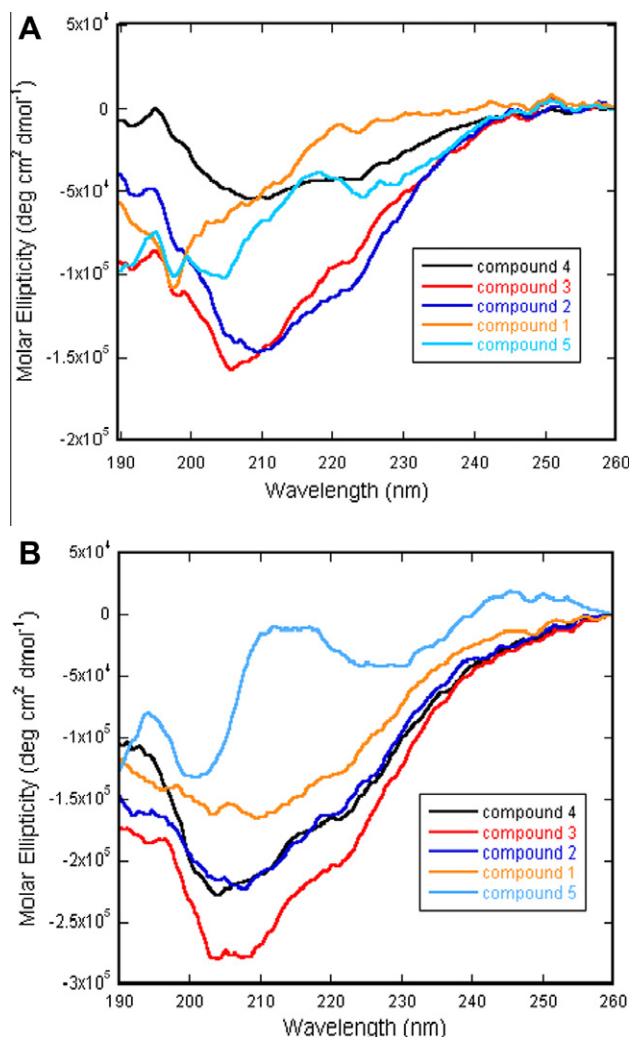 A
5x10⁴
0
-5x10⁴
-1x10⁵
-1.5x10⁵
-2x10⁵
Molar Ellipticity (deg cm² dmol⁻¹)
compound 4
compound 3
compound 2
compound 1
compound 5
190 200 210 220 230 240 250 260
Wavelength (nm)
B
5x10⁴
0
-5x10⁴
-1x10⁵
-1.5x10⁵
-2x10⁵
-2.5x10⁵
-3x10⁵
Molar Ellipticity (deg cm² dmol⁻¹)
compound 4
compound 3
compound 2
compound 1
compound 5
190 200 210 220 230 240 250 260
Wavelength (nm)